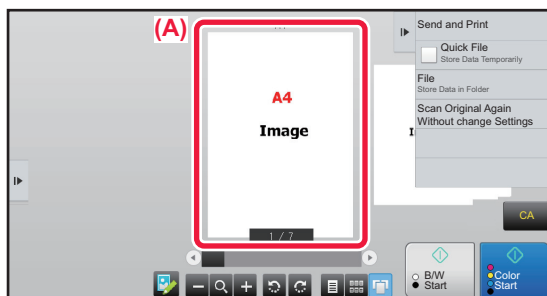 (A)
A4
Image
1 / 7
I
Send and Print
Quick File
Store Data Temporarily
File
Store Data in Folder
Scan Original Again
Without change Settings
CA
B/W
Start
Color
Start